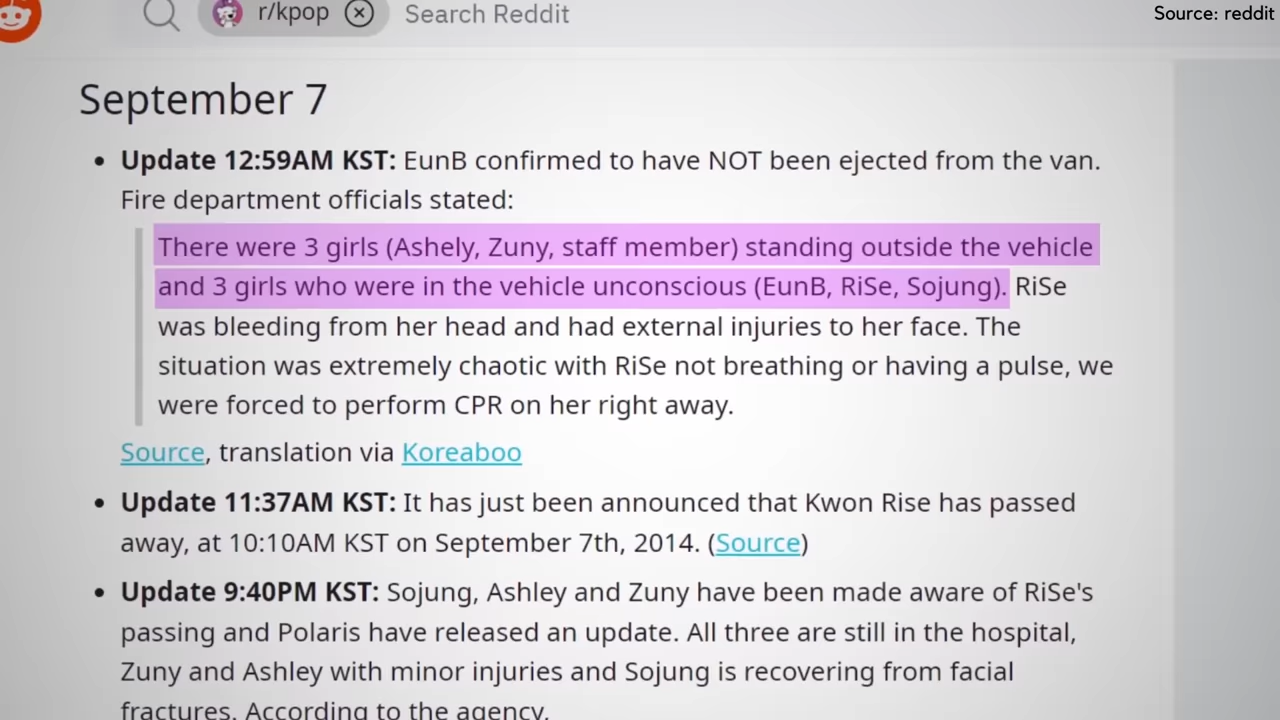 r/kpop
Search Reddit
Source: reddit
September 7
• Update 12:59AM KST: EunB confirmed to have NOT been ejected from the van.
Fire department officials stated:
There were 3 girls (Ashely, Zuny, staff member) standing outside the vehicle
and 3 girls who were in the vehicle unconscious (EunB, RiSe, Sojung). RiSe
was bleeding from her head and had external injuries to her face. The
situation was extremely chaotic with RiSe not breathing or having a pulse, we
were forced to perform CPR on her right away.
Source, translation via Koreaboo
• Update 11:37AM KST: It has just been announced that Kwon Rise has passed
away, at 10:10AM KST on September 7th, 2014. (Source)
• Update 9:40PM KST: Sojung, Ashley and Zuny have been made aware of RiSe's
passing and Polaris have released an update. All three are still in the hospital,
Zuny and Ashley with minor injuries and Sojung is recovering from facial
fractures. According to the agency,